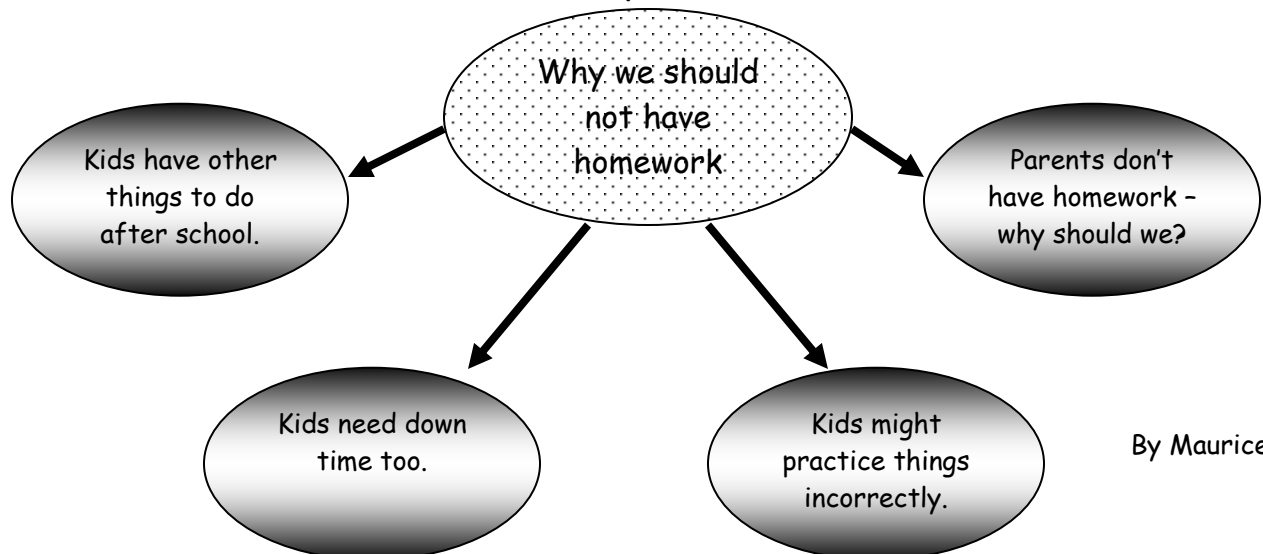 Why we should
not have
homework
Kids have other
things to do
after school.
Parents don't
have homework –
why should we?
Kids need down
time too.
Kids might
practice things
incorrectly.
By Maurice